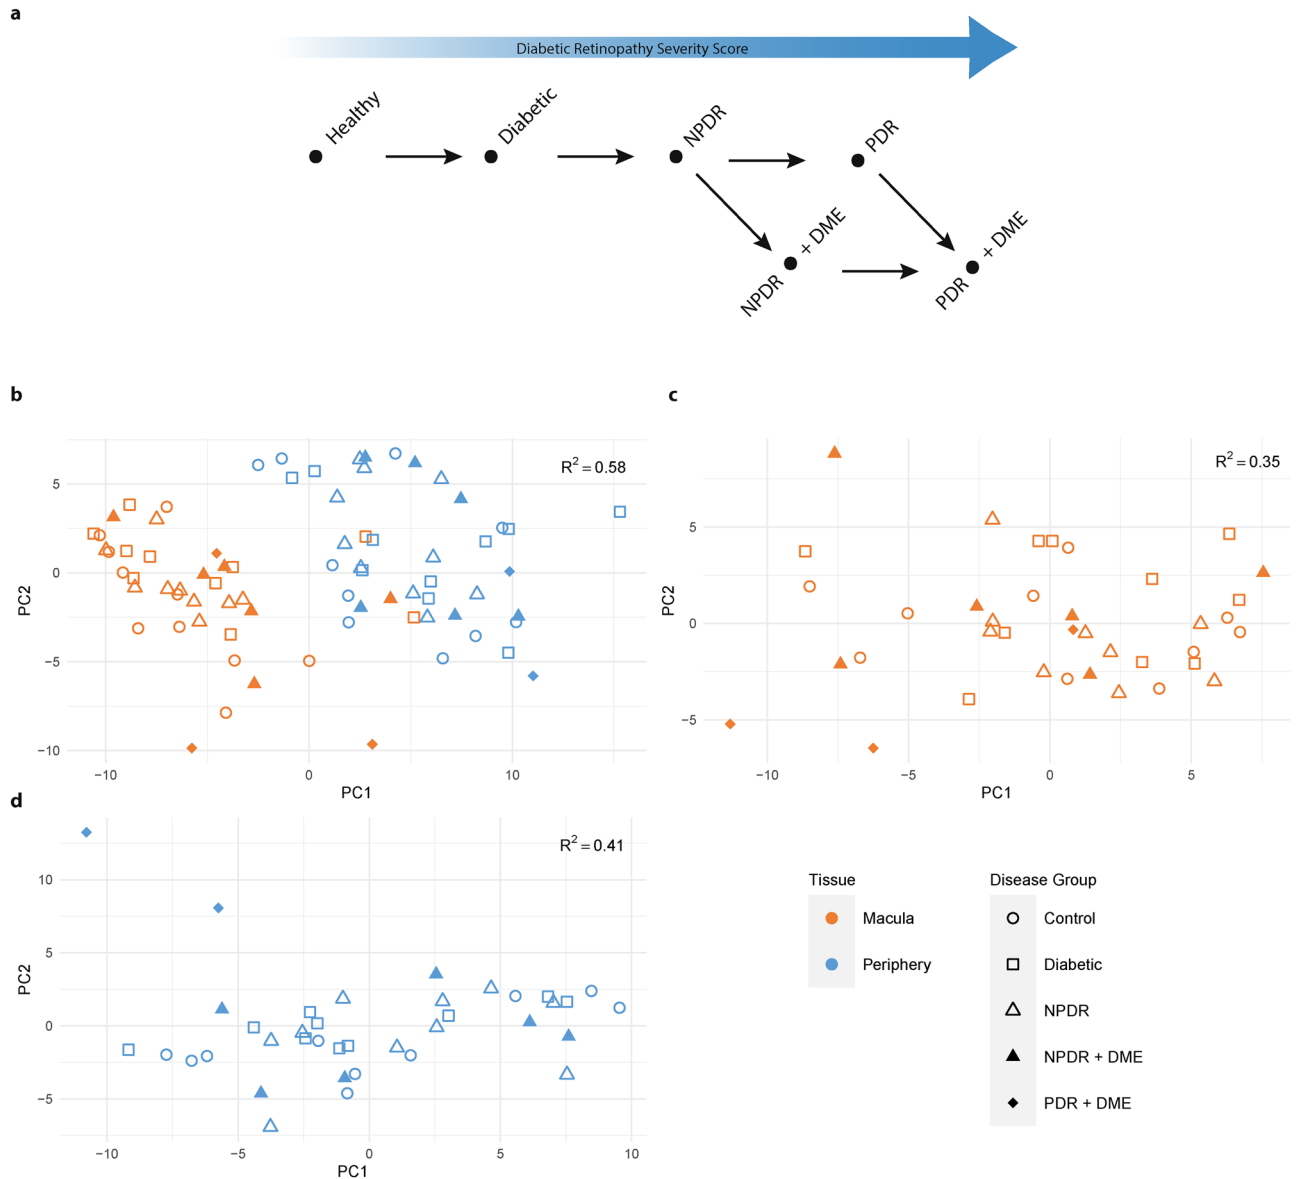 a
Diabetic Retinopathy Severity Score
Healthy
Diabetic
NPDR
PDR
NPDR + DME
PDR + DME
b
R² = 0.58
5
0
−5
−10
−10
0
10
PC1
PC2
c
R² = 0.35
5
0
−5
−10
−5
0
5
PC1
PC2
d
R² = 0.41
10
5
0
−5
−10
−5
0
5
10
PC1
PC2
Tissue
Macula
Periphery
Disease Group
Control
Diabetic
NPDR
NPDR + DME
PDR + DME